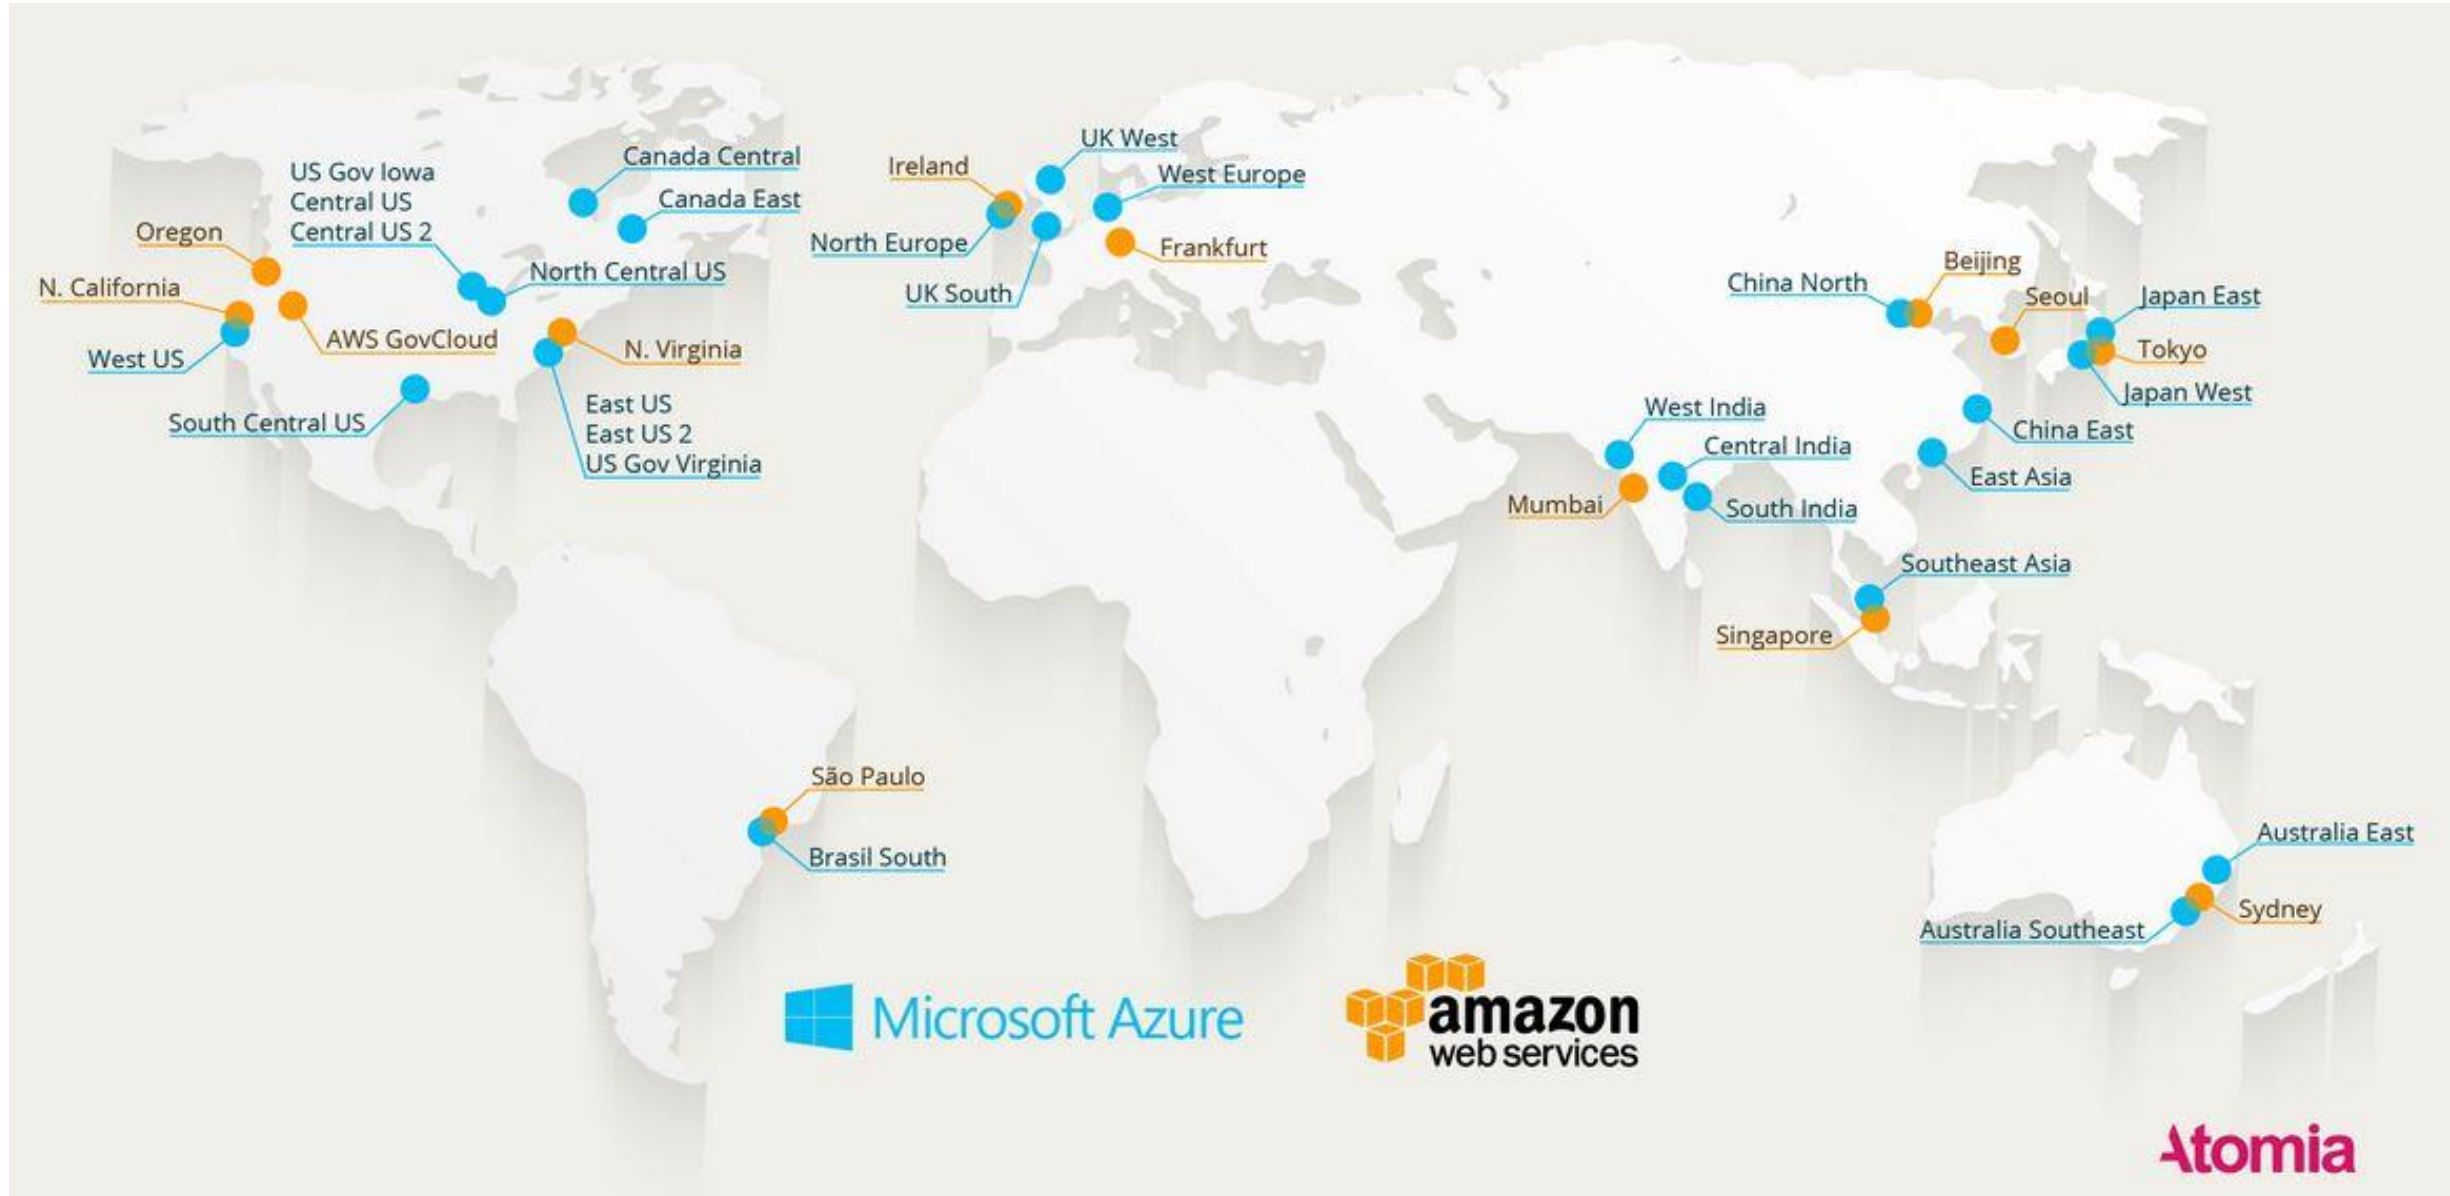 UK West
Canada Central
Ireland
US Gov Iowa
West Europe
Canada East
Central US
Oregon
Central US 2
North Europe
Frankfurt
Beijing
North Central US
China North
N. California
UK South
Seoul
Japan East
AWS GovCloud
N. Virginia
Tokyo
West US
Japan West
East US
West India
South Central US
China East
East US 2
Central India
US Gov Virginia
East Asia
Mumbai
South India
Southeast Asia
Singapore
São Paulo
Australia East
Brasil South
Sydney
Australia Southeast
Microsoft Azure
amazon
web services
Atomia